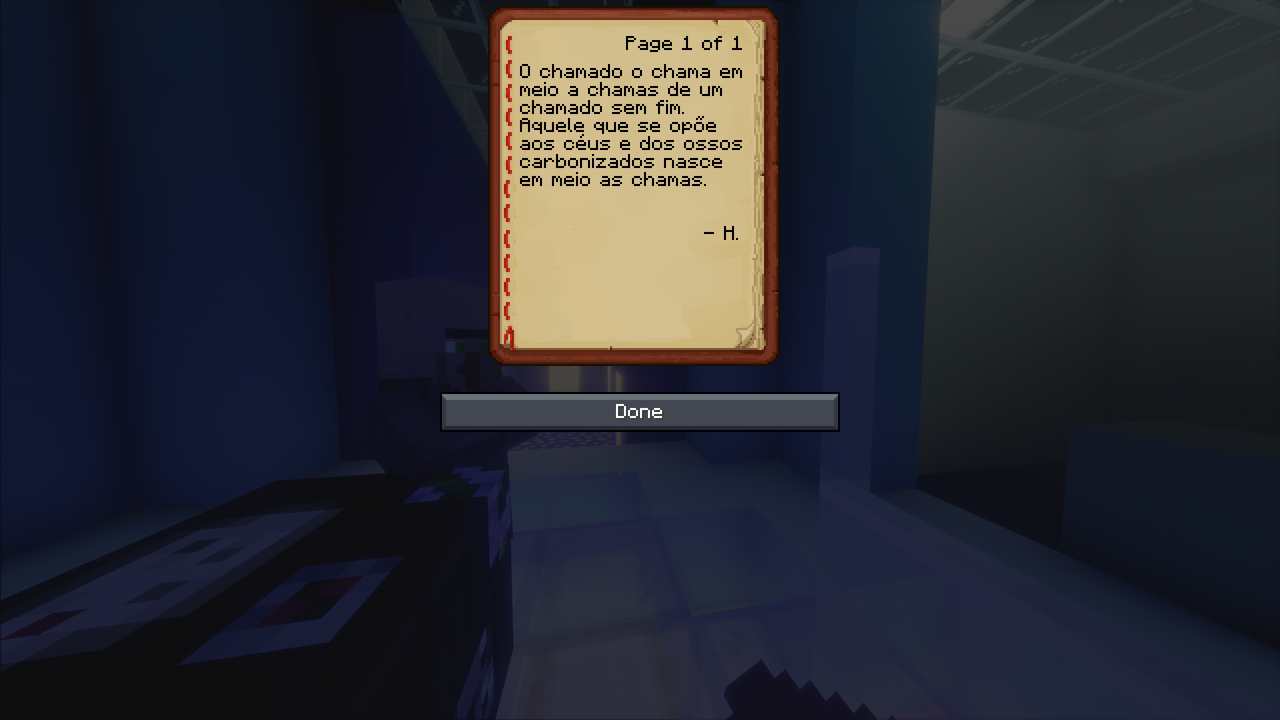 Page 1 of 1
O chamado o chama em
meio a chamas de um
chamado sem fim.
Aquele que se opõe
aos céus e dos ossos
carbonizados nasce
em meio as chamas.
- H.
Done